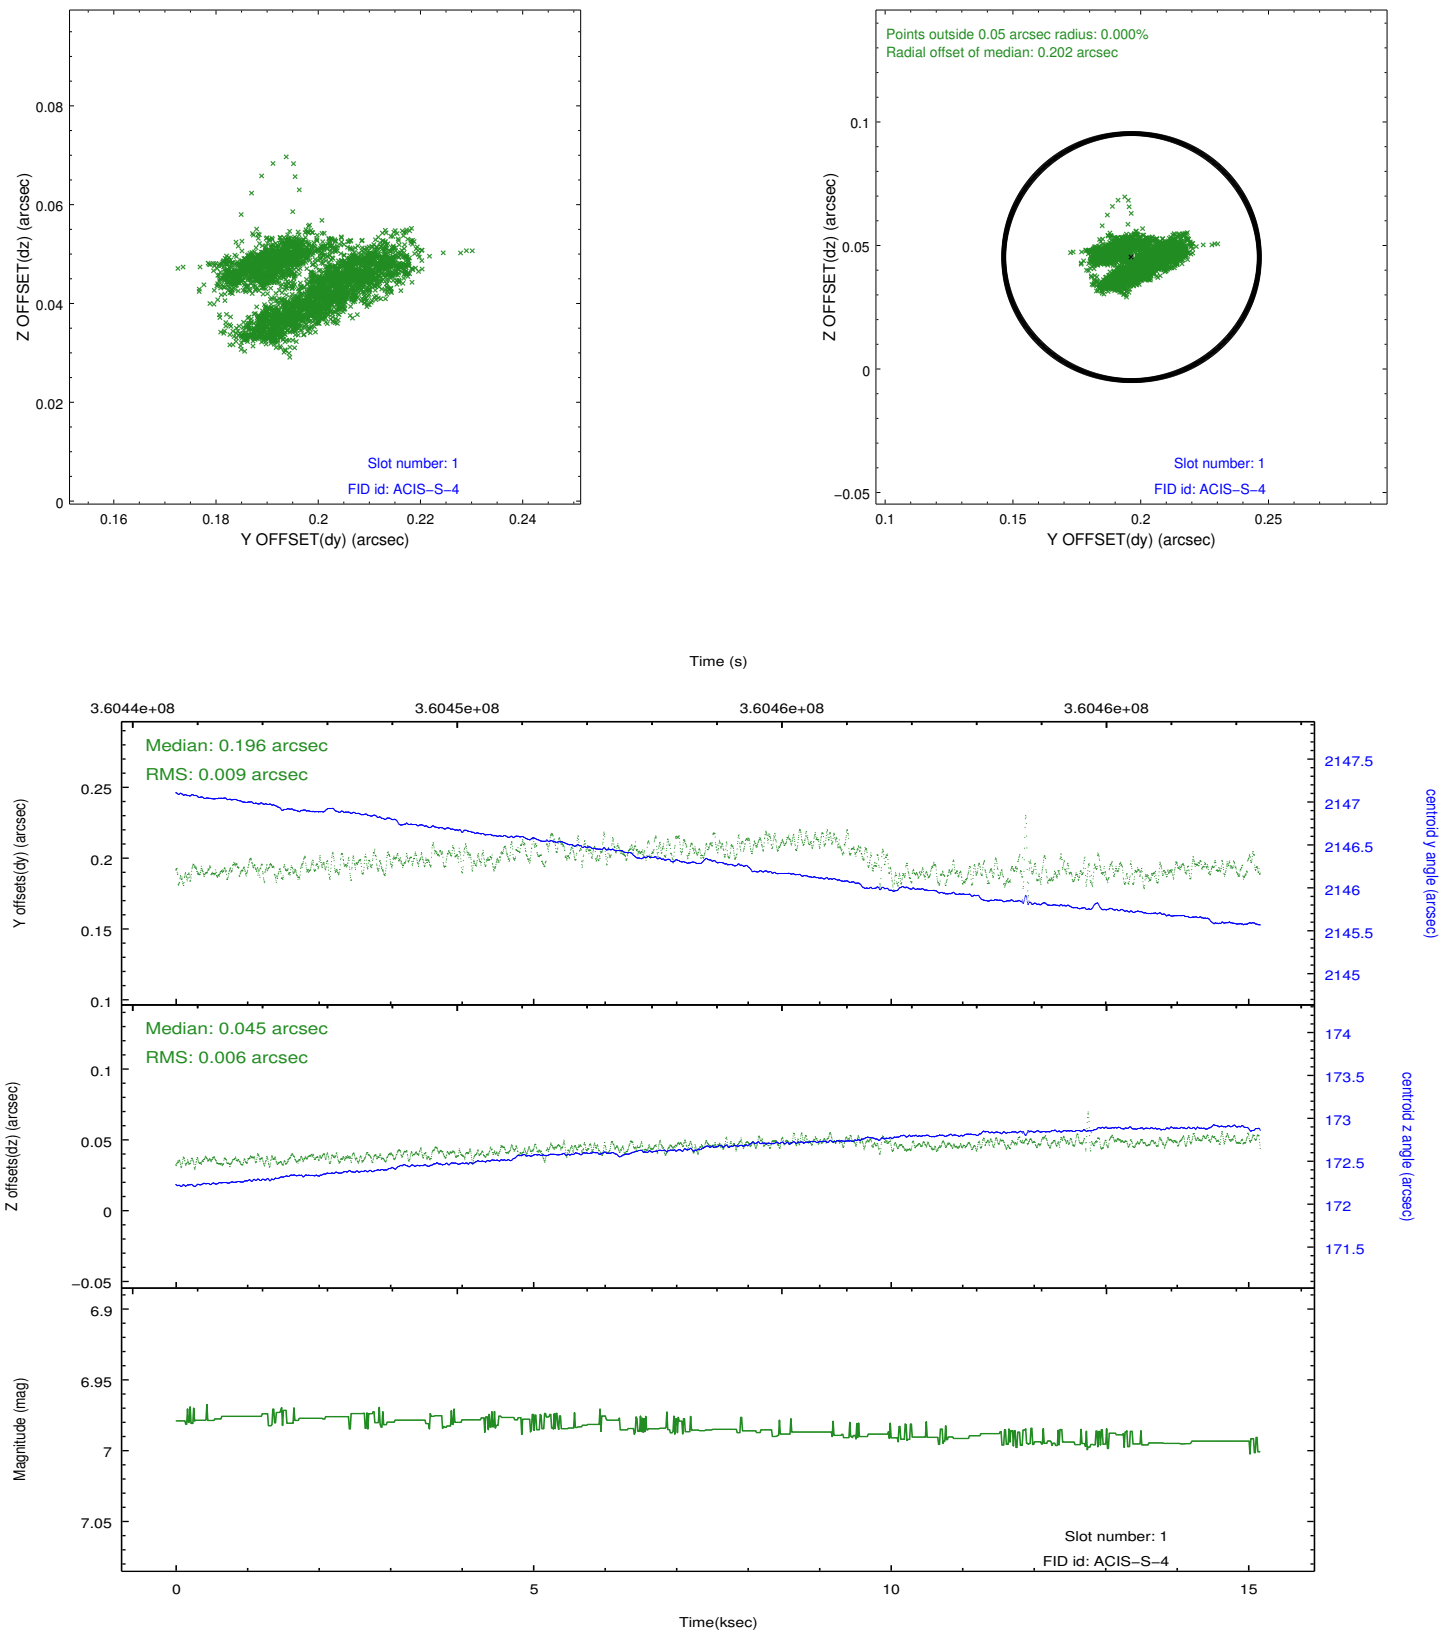 0.08
0.06
0.04
0.02
0
Z OFFSET(dz) (arcsec)
Slot number: 1
FID id: ACIS−S−4
0.16
0.18
0.2
0.22
0.24
Y OFFSET(dy) (arcsec)
Points outside 0.05 arcsec radius: 0.000%
Radial offset of median: 0.202 arcsec
0.1
0.05
0
−0.05
Z OFFSET(dz) (arcsec)
Slot number: 1
FID id: ACIS−S−4
0.1
0.15
0.2
0.25
Y OFFSET(dy) (arcsec)
Time (s)
3.6044e+08
3.6045e+08
3.6046e+08
3.6046e+08
Median: 0.196 arcsec
RMS: 0.009 arcsec
0.25
0.2
0.15
0.1
Y offsets(dy) (arcsec)
2147.5
2147
2146.5
2146
2145.5
2145
centroid y angle (arcsec)
Median: 0.045 arcsec
RMS: 0.006 arcsec
0.1
0.05
0
−0.05
Z offsets(dz) (arcsec)
174
173.5
173
172.5
172
171.5
centroid z angle (arcsec)
6.9
6.95
7
7.05
Magnitude (mag)
Slot number: 1
FID id: ACIS−S−4
0
5
10
15
Time(ksec)